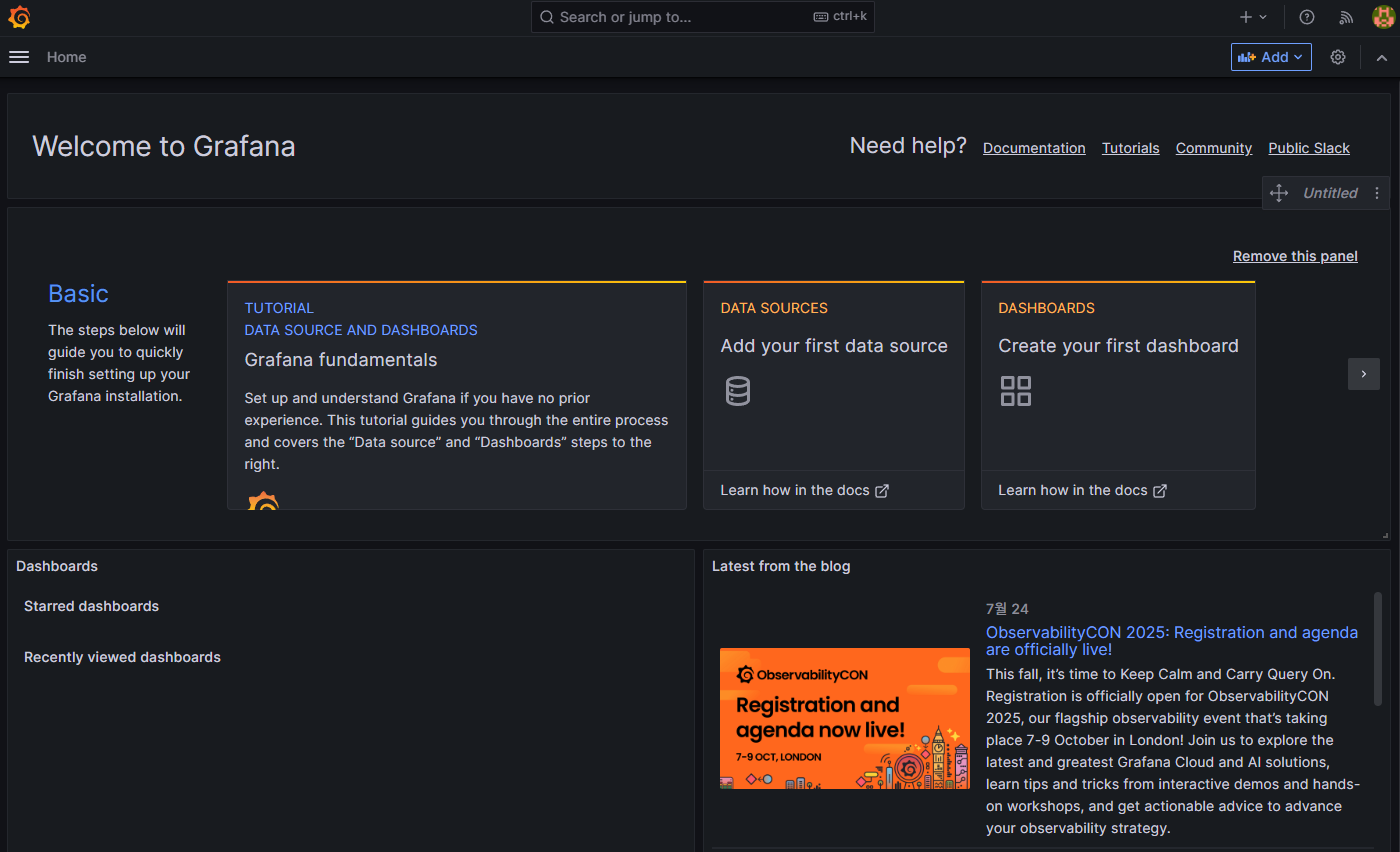 Search or jump to...
ctrl+k
Home
Add
Welcome to Grafana
Need help?
Documentation
Tutorials
Community
Public Slack
Untitled
Remove this panel
Basic
The steps below will
guide you to quickly
finish setting up your
Grafana installation.
TUTORIAL
DATA SOURCE AND DASHBOARDS
Grafana fundamentals
Set up and understand Grafana if you have no prior
experience. This tutorial guides you through the entire process
and covers the “Data source” and “Dashboards” steps to the
right.
DATA SOURCES
Add your first data source
Learn how in the docs
DASHBOARDS
Create your first dashboard
Learn how in the docs
Dashboards
Starred dashboards
Recently viewed dashboards
Latest from the blog
ObservabilityCON
Registration and
agenda now live!
7-9 OCT, LONDON
7월 24
ObservabilityCON 2025: Registration and agenda
are officially live!
This fall, it’s time to Keep Calm and Carry Query On.
Registration is officially open for ObservabilityCON
2025, our flagship observability event that’s taking
place 7-9 October in London! Join us to explore the
latest and greatest Grafana Cloud and AI solutions,
learn tips and tricks from interactive demos and hands-
on workshops, and get actionable advice to advance
your observability strategy.